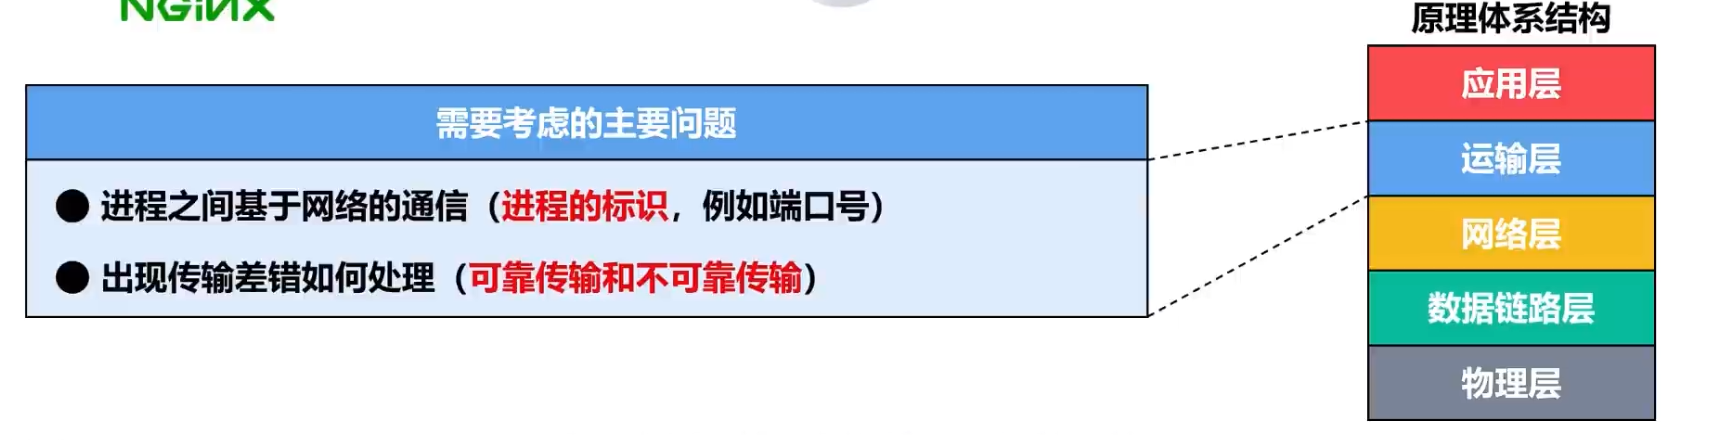 NGiNX
原理体系结构
需要考虑的主要问题
● 进程之间基于网络的通信（进程的标识，例如端口号）
● 出现传输差错如何处理（可靠传输和不可靠传输）
应用层
运输层
网络层
数据链路层
物理层